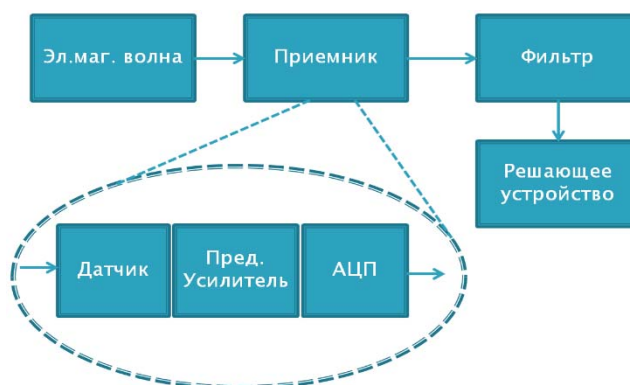 Эл.маг. волна
Приемник
Фильтр
Решающее
устройство
Датчик
Пред.
Усилитель
АЦП